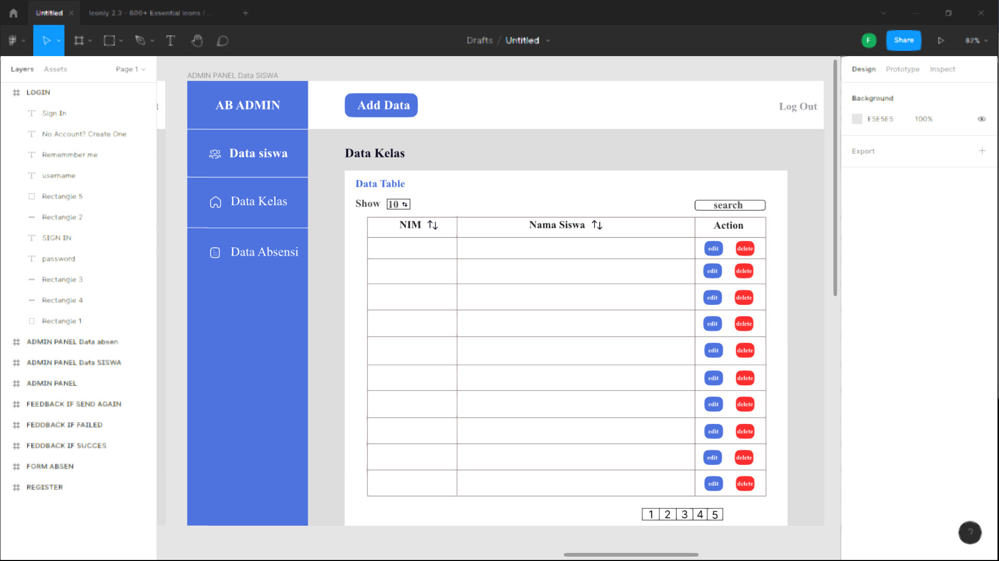 Untitled
Iconly 2.3 - 600+ Essential icons / ...
Drafts / Untitled
F
Share
82%
Layers
Assets
Page 1
LOGIN
Sign In
No Account? Create One
Rememmber me
username
Rectangle 5
Rectangle 2
SIGN IN
password
Rectangle 3
Rectangle 4
Rectangle 1
ADMIN PANEL Data absen
ADMIN PANEL Data SISWA
ADMIN PANEL
FEEDBACK IF SEND AGAIN
FEDDBACK IF FAILED
FEDDBACK IF SUCCES
FORM ABSEN
REGISTER
t
ADMIN PANEL Data SISWA
AB ADMIN
Data siswa
Data Kelas
Data Absensi
Add Data
Log Out
Data Kelas
Data Table
Show 10
search
NIM Nama Siswa Action
edit delete
edit delete
edit delete
edit delete
edit delete
edit delete
edit delete
edit delete
edit delete
edit delete
1 2 3 4 5
Design
Prototype
Inspect
Background
E5E5E5 100%
Export
?